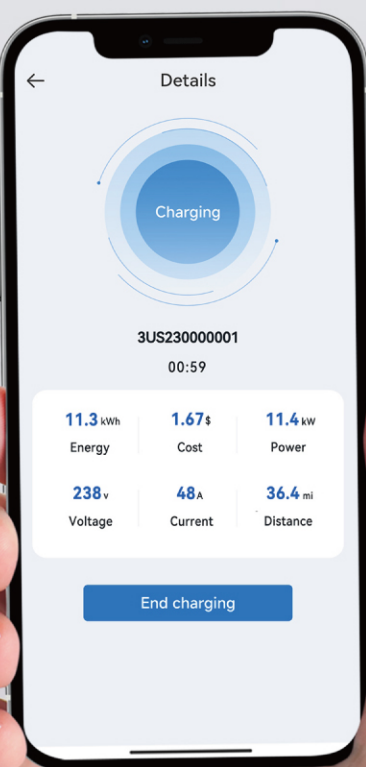 Details
Charging
3US230000001
00:59
11.3 kWh 1.67 $ 11.4 kW
Energy Cost Power
238 v 48 A 36.4 mi
Voltage Current Distance
End charging